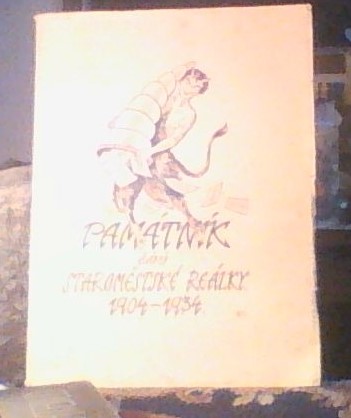 PAMÁTNÍK
STAROMĚSTSKÉ REÁLKY
1904–1934